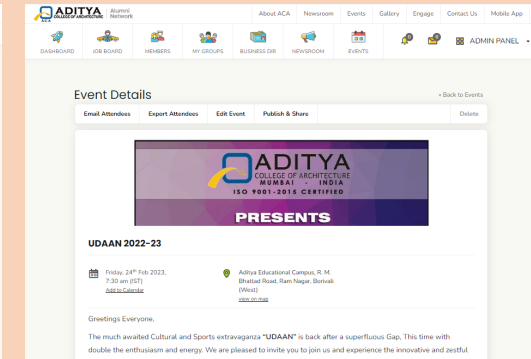 ADITYA
COLLEGE OF ARCHITECTURE
ACA
Alumni
Network
About ACA Newsroom Events Gallery Engage Contact Us Mobile App
DASHBOARD JOB BOARD MEMBERS MY GROUPS BUSINESS DIR NEWSROOM EVENTS 0 0 ADMIN PANEL
Event Details
« Back to Events
Email Attendees Export Attendees Edit Event Publish & Share Delete
ADITYA
COLLEGE OF ARCHITECTURE
MUMBAI - INDIA
ISO 9001-2015 CERTIFIED
PRESENTS
UDAAN 2022-23
Friday, 24th Feb 2023,
7:30 am (IST)
Add to Calendar
Aditya Educational Campus, R. M.
Bhattad Road, Ram Nagar, Borivali
(West)
view on map
Greetings Everyone,
The much awaited Cultural and Sports extravaganza "UDAAN" is back after a superfluous Gap, This time with
double the enthusiasm and energy. We are pleased to invite you to join us and experience the innovative and zestful